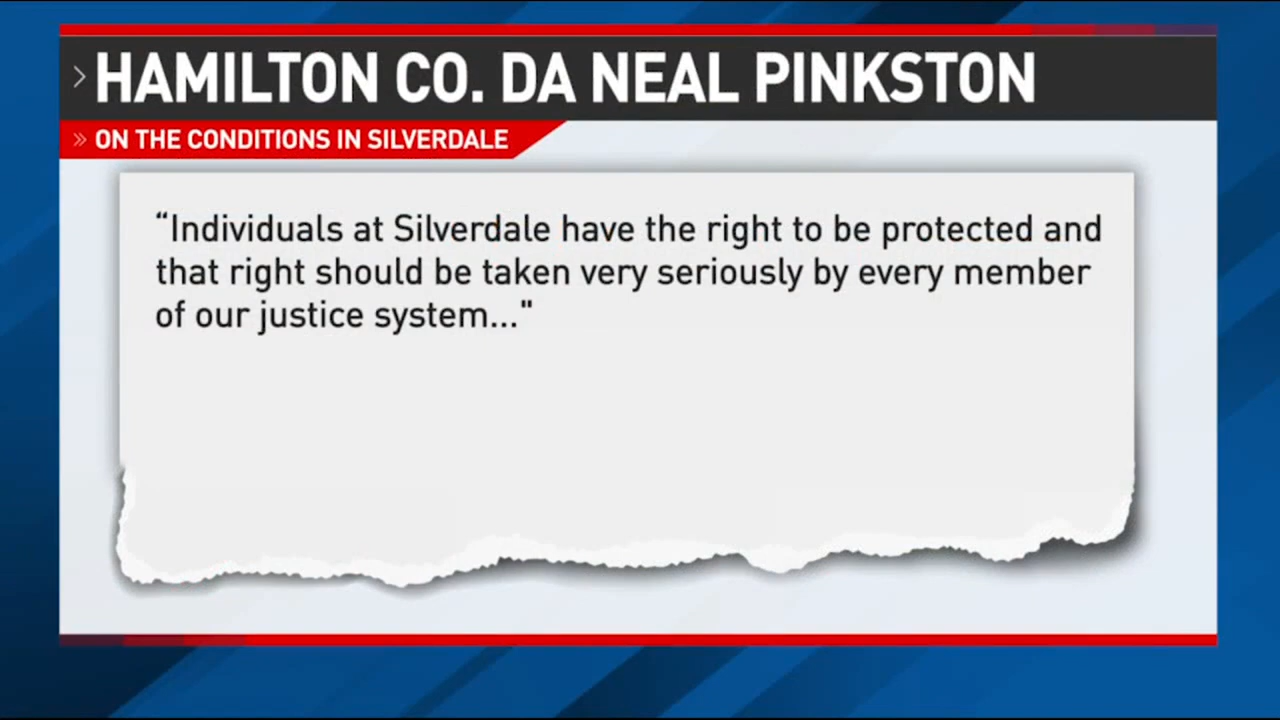 > HAMILTON CO. DA NEAL PINKSTON
» ON THE CONDITIONS IN SILVERDALE
“Individuals at Silverdale have the right to be protected and
that right should be taken very seriously by every member
of our justice system..."